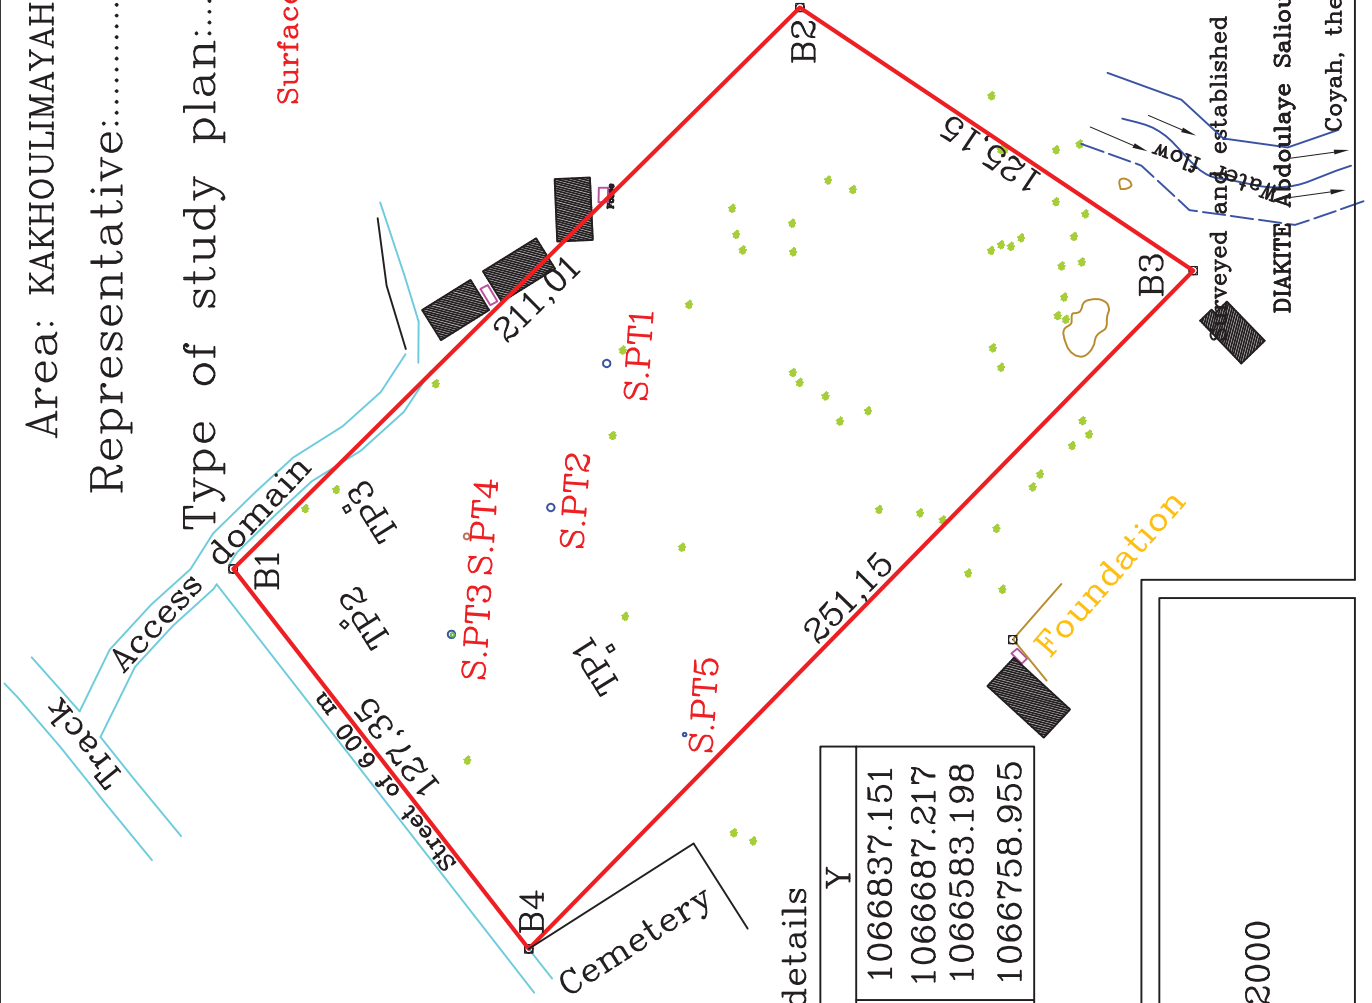 Area: KAKHOULIMAYAH
Representative:..............
Type of study plan:....
Surface
B2
125,15
Water flow
Surveyed and established
DIAKITE Abdoulaye Saliou
Coyah, the
B3
211,01
S.PT1
S.PT2
S.PT4
S.PT3
S.PT5
TP3
TP2
TP1
B1
Access domain
Track
Street of 6.00 m
127,35
251,15
Foundation
B4
Cemetery
details
Y
1066837.151
1066687.217
1066583.198
1066758.955
2000